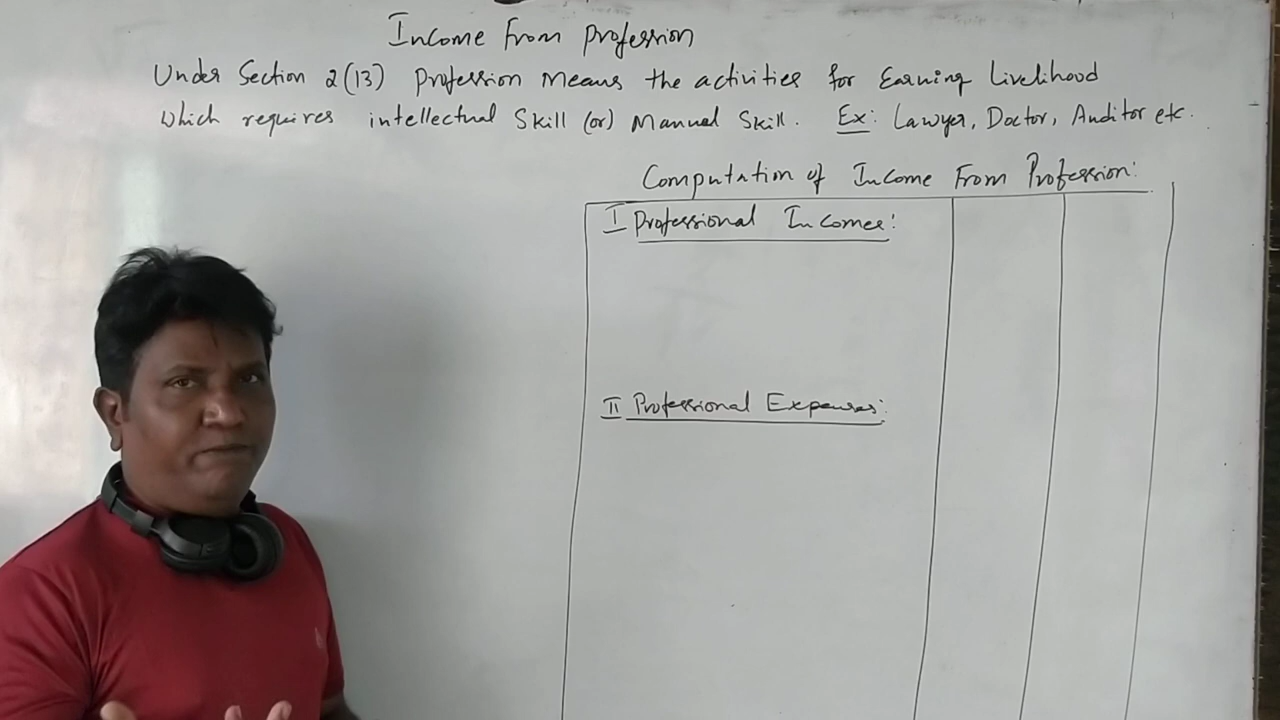 Income From Profession
Under Section 2(13) Profession Means the activities for Earning Livelihood
Which requires intellectual Skill (or) Manual Skill. Ex: Lawyer, Doctor, Auditor etc.
Computation of Income From Profession:
I Professional Incomes:
II Professional Expenses: